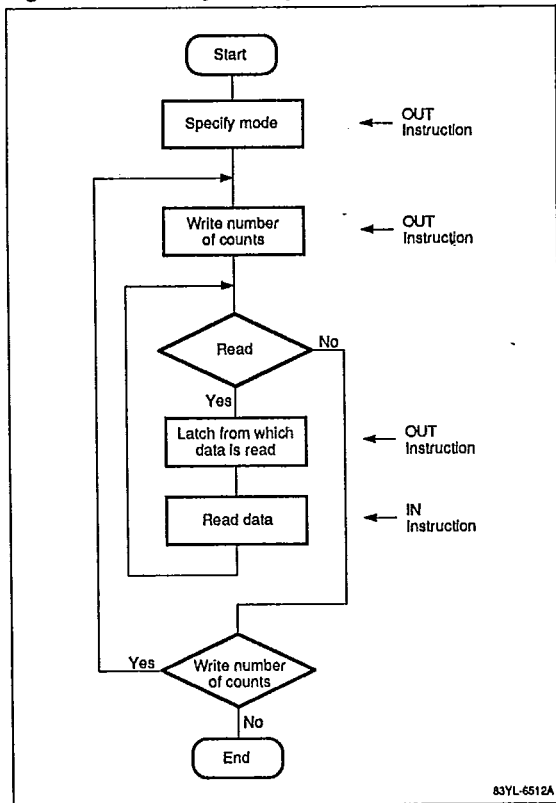 Start
Specify mode
OUT
Instruction
Write number
of counts
OUT
Instruction
Read
No
Yes
Latch from which
data is read
OUT
Instruction
Read data
IN
Instruction
Yes
Write number
of counts
No
End
83YL-6512A